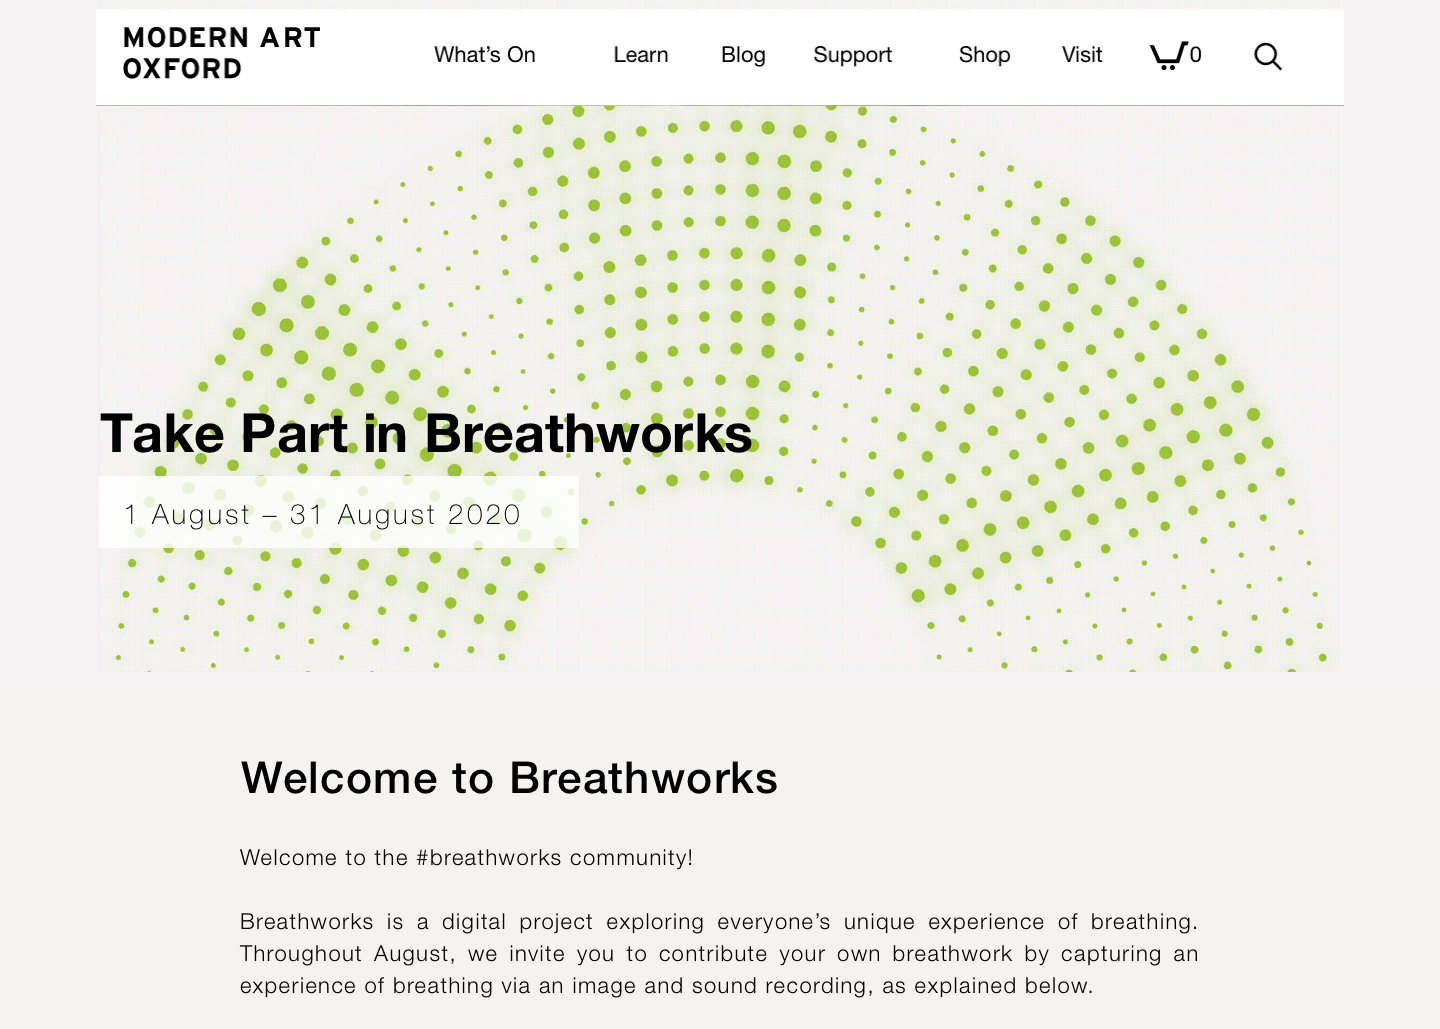 MODERN ART
OXFORD
What’s On Learn Blog Support Shop Visit 0
Take Part in Breathworks
1 August – 31 August 2020
Welcome to Breathworks
Welcome to the #breathworks community!
Breathworks is a digital project exploring everyone’s unique experience of breathing.
Throughout August, we invite you to contribute your own breathwork by capturing an
experience of breathing via an image and sound recording, as explained below.